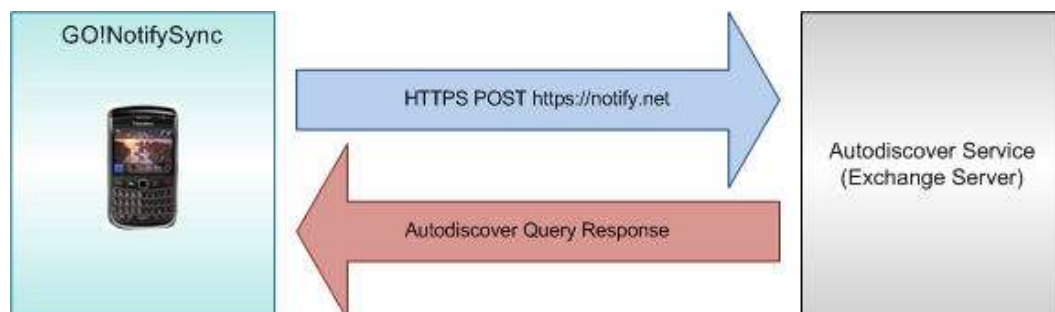 GO!NotifySync
HTTPS POST https://notify.net
Autodiscover Service
(Exchange Server)
Autodiscover Query Response